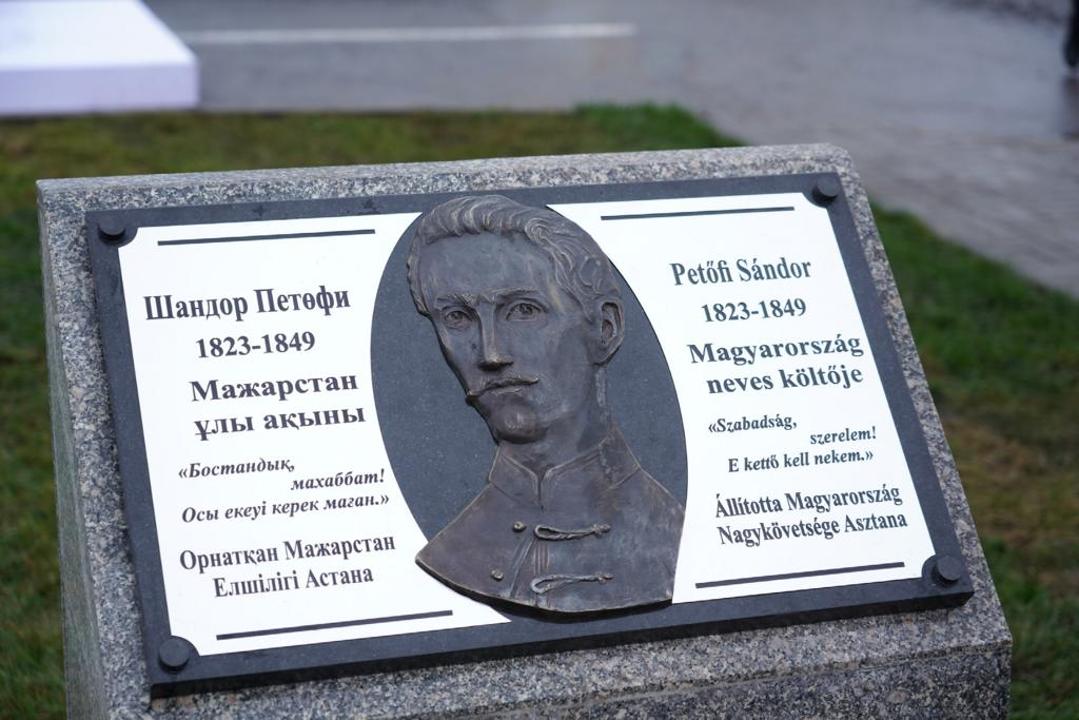 Шандор Петөфи
1823-1849
Мажарстан
ұлы ақыны
«Бостандық,
махаббат!
Осы екеуі керек маған.»
Орнатқан Мажарстан
Елшілігі Астана
Petőfi Sándor
1823-1849
Magyarország
neves költője
«Szabadság,
szerelem!
E kettő kell nekem.»
Állította Magyarország
Nagykövetsége Asztana